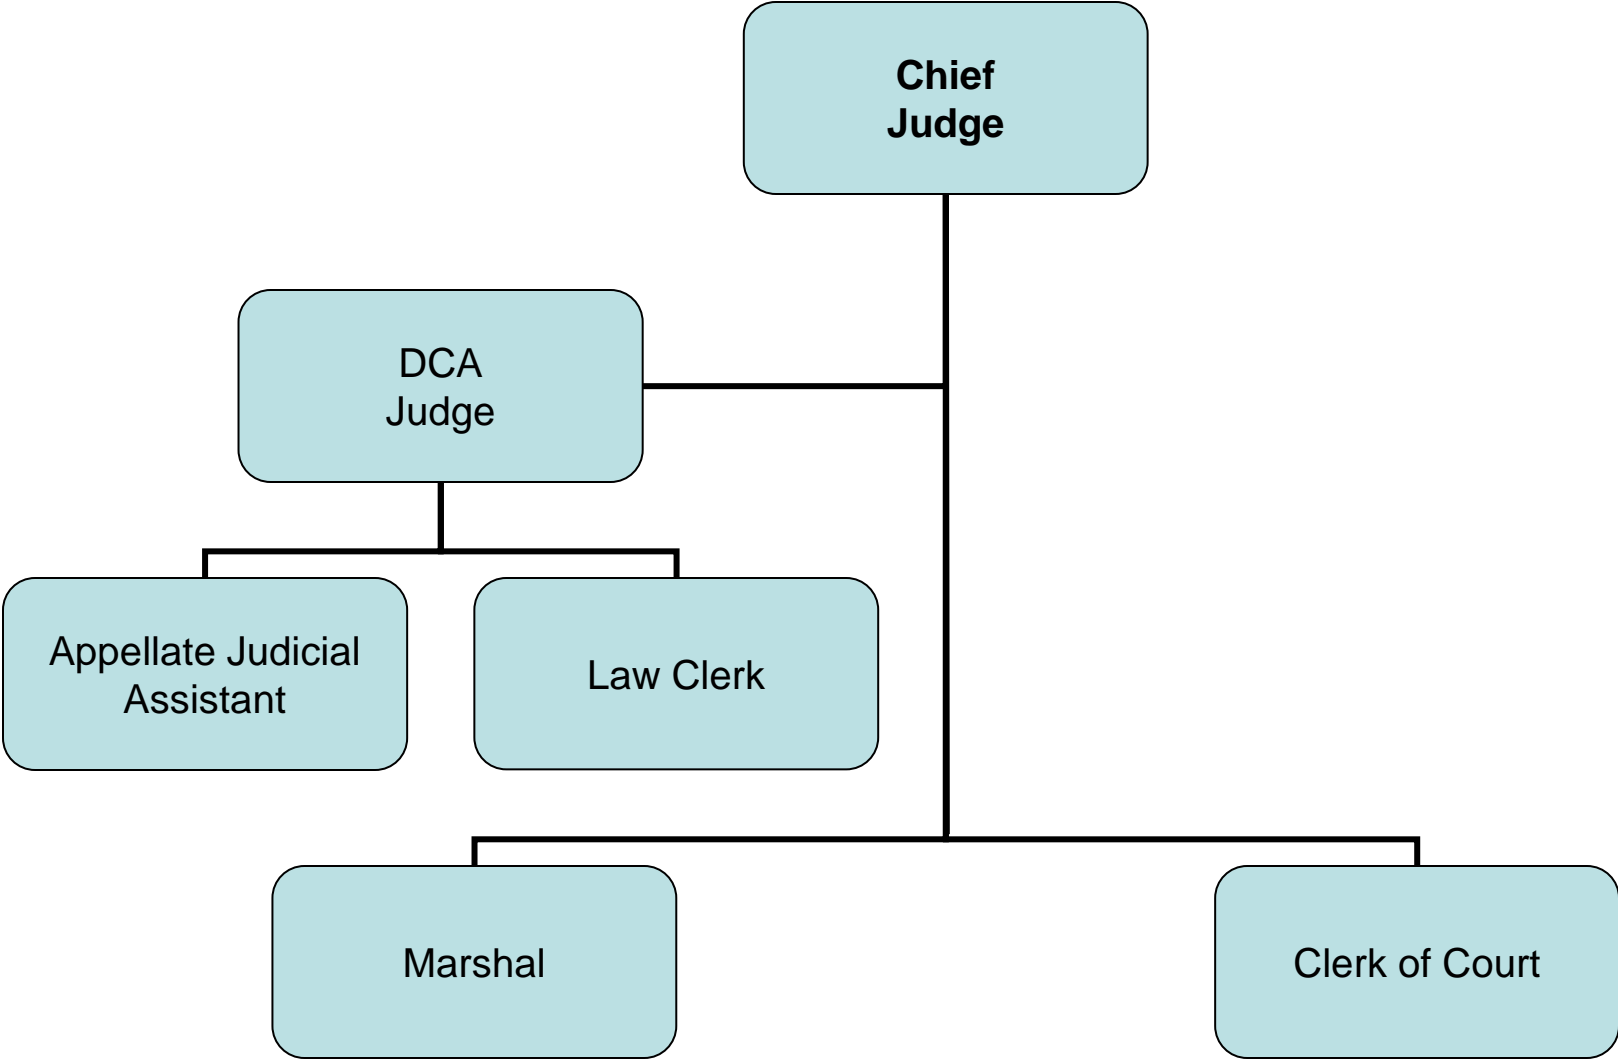 Chief
Judge
DCA
Judge
Appellate Judicial
Assistant
Law Clerk
Marshal
Clerk of Court